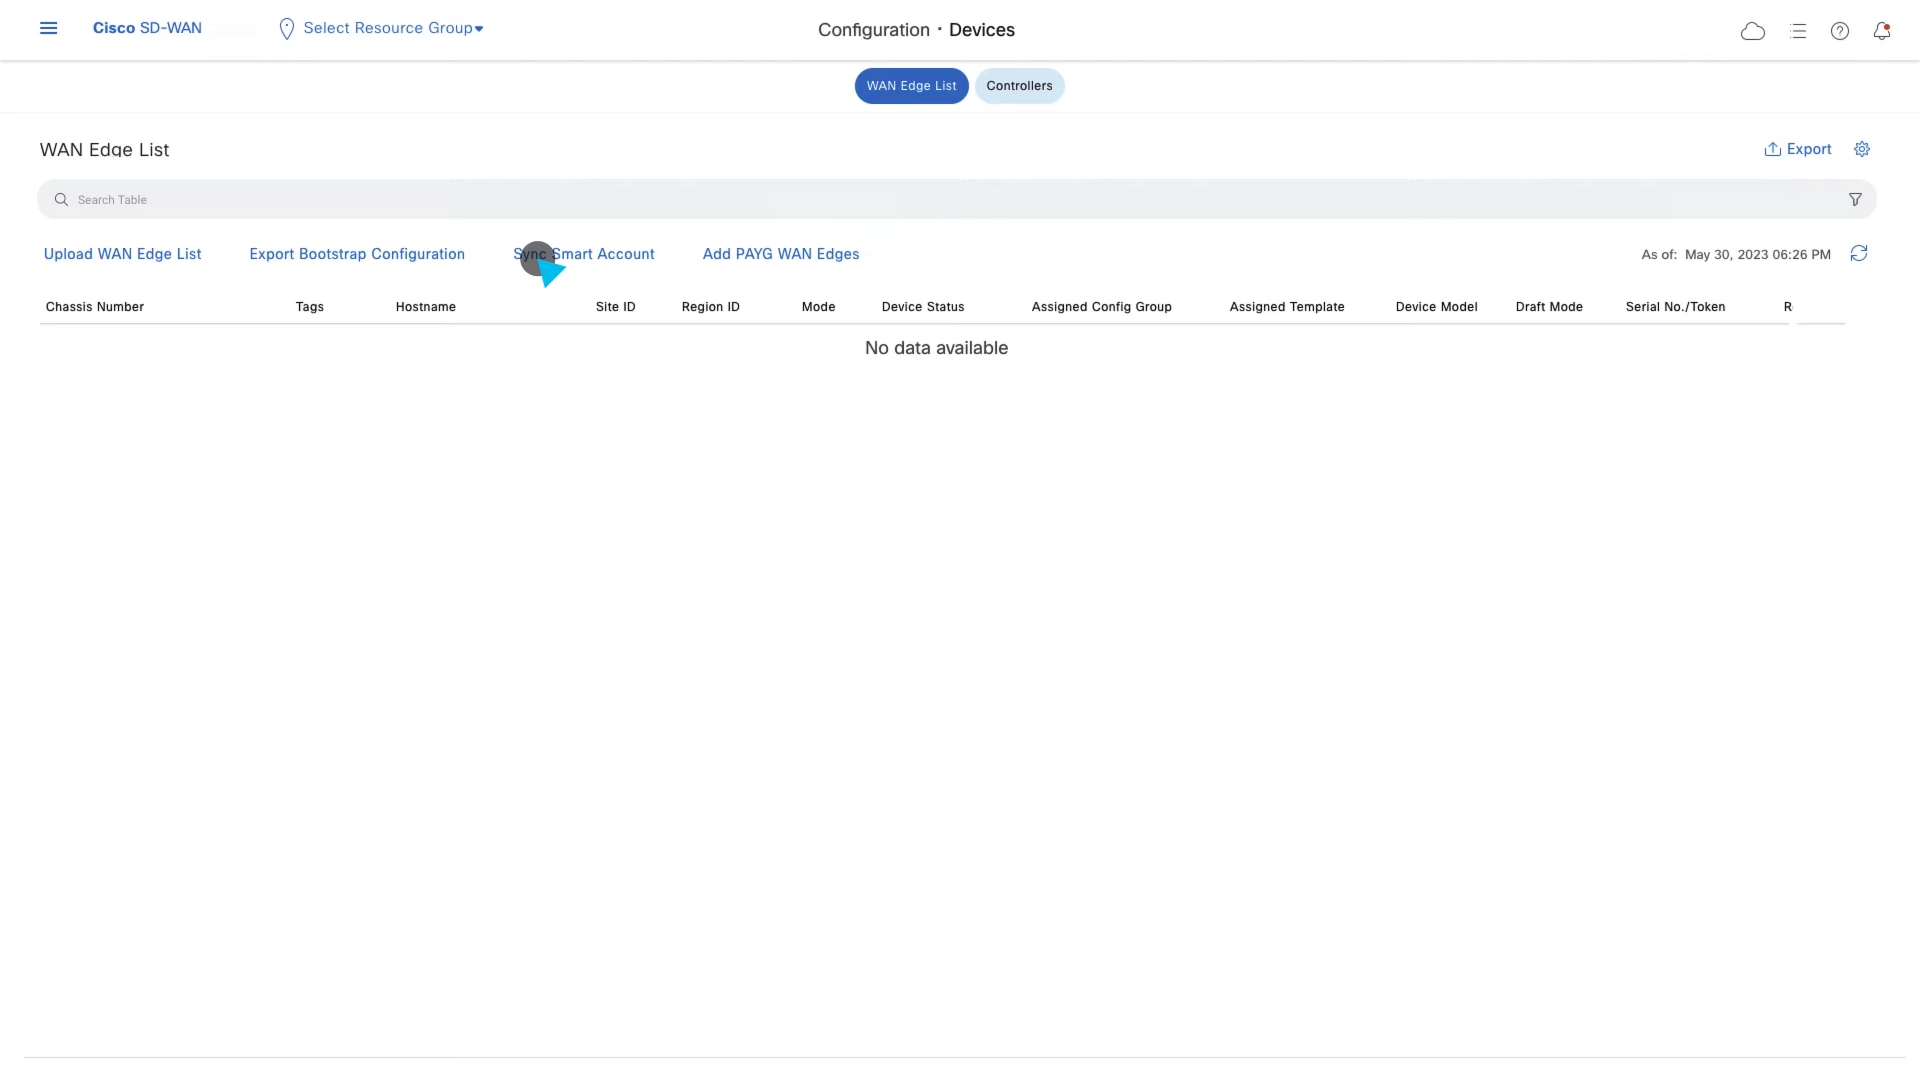 Cisco SD-WAN
Select Resource Group
Configuration · Devices
WAN Edge List
Controllers
WAN Edge List
Export
Search Table
Upload WAN Edge List
Export Bootstrap Configuration
Sync Smart Account
Add PAYG WAN Edges
As of: May 30, 2023 06:26 PM
Chassis Number Tags Hostname Site ID Region ID Mode Device Status Assigned Config Group Assigned Template Device Model Draft Mode Serial No./Token
No data available